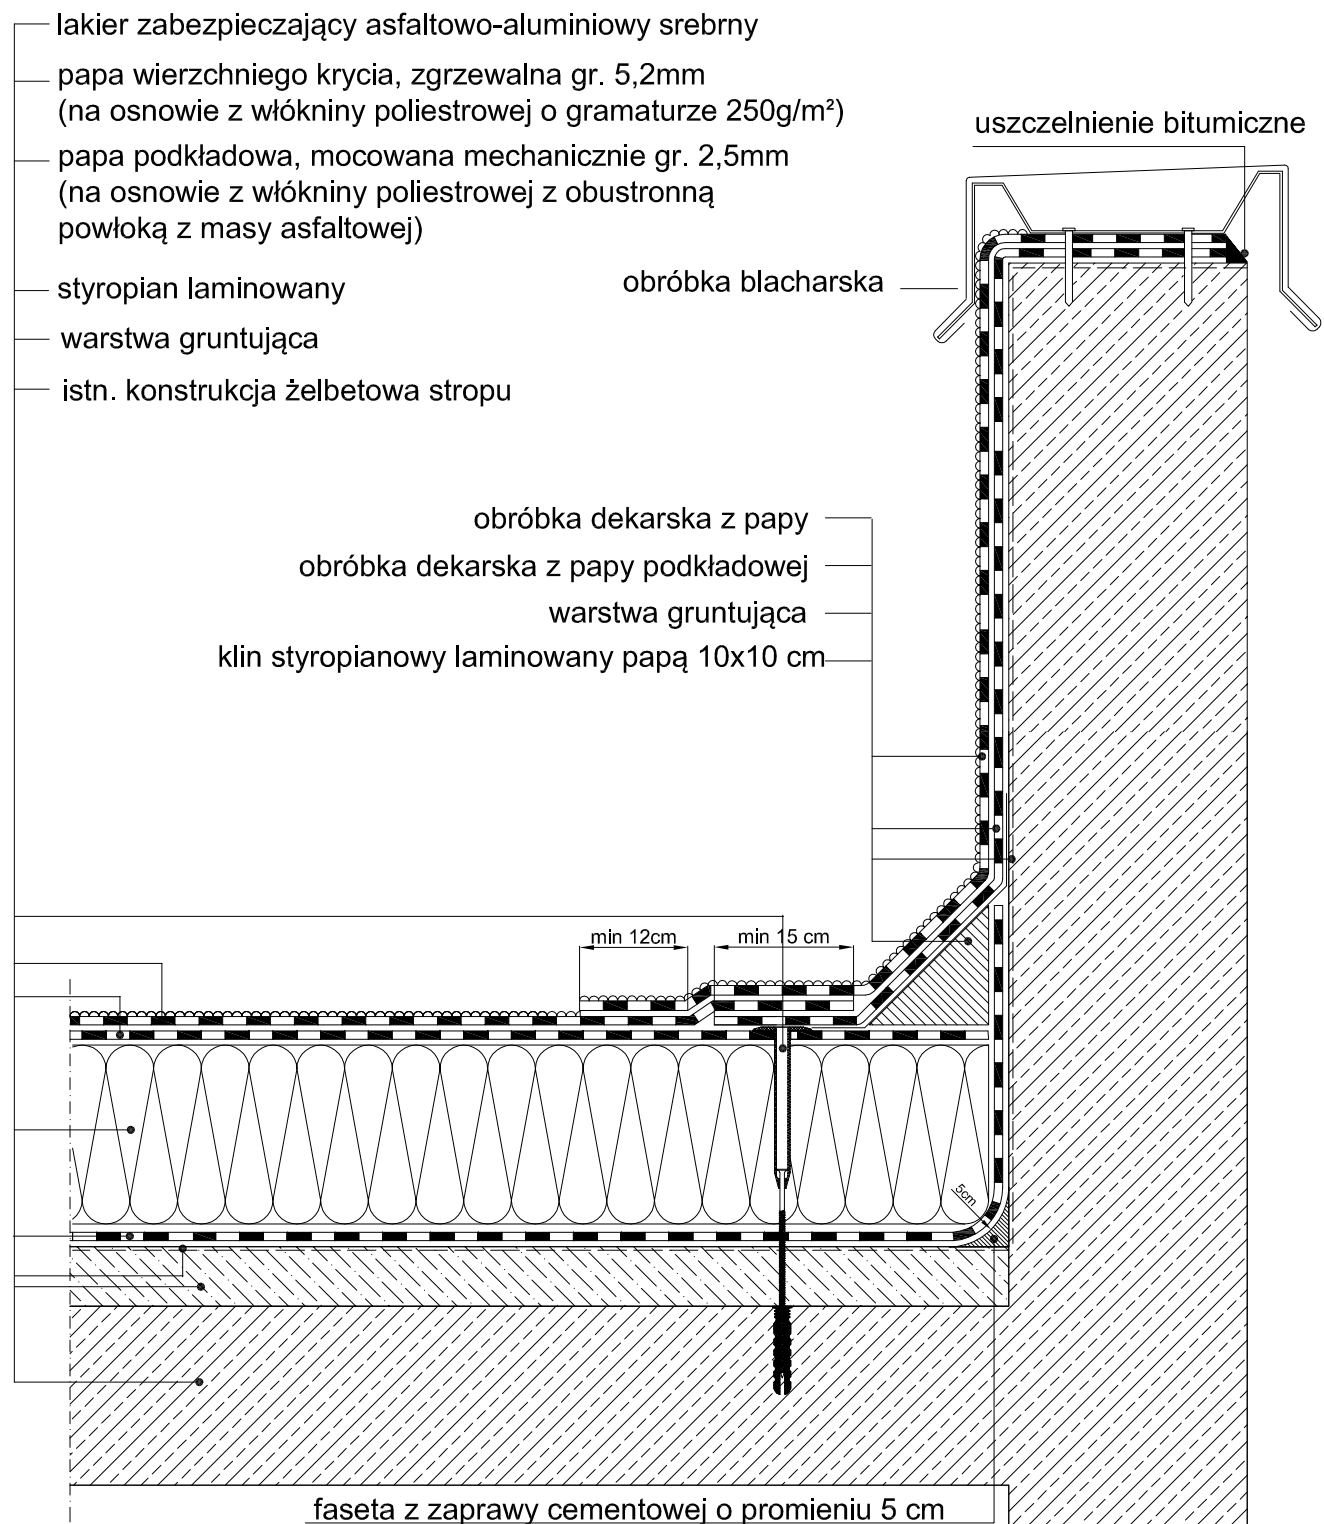 lakier zabezpieczający asfaltowo-aluminiowy srebrny
papa wierzchniego krycia, zgrzewalna gr. 5,2mm
(na osnowie z włókniny poliestrowej o gramaturze 250g/m²)
papa podkładowa, mocowana mechanicznie gr. 2,5mm
(na osnowie z włókniny poliestrowej z obustronną
powłoką z masy asfaltowej)
styropian laminowany
warstwa gruntująca
istn. konstrukcja żelbetowa stropu
uszczelnienie bitumiczne
obróbka blacharska
obróbka dekarska z papy
obróbka dekarska z papy podkładowej
warstwa gruntująca
klin styropianowy laminowany papą 10x10 cm
min 12cm
min 15 cm
5cm
faseta z zaprawy cementowej o promieniu 5 cm